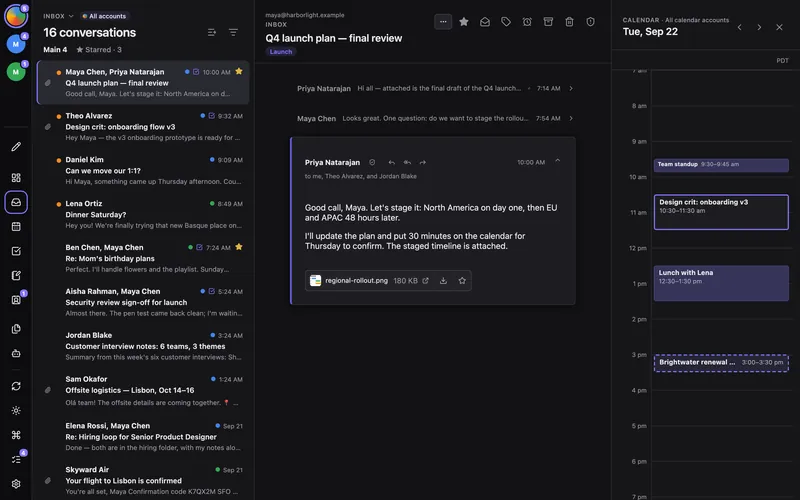 5
M 4
M 1
1
4
INBOX
All accounts
16 conversations
Main 4
Starred · 3
Maya Chen, Priya Natarajan
10:00 AM
Q4 launch plan — final review
Good call, Maya. Let's stage it: North America on d...
Theo Alvarez
9:32 AM
Design crit: onboarding flow v3
Hey Maya — the v3 onboarding prototype is ready for ...
Daniel Kim
9:09 AM
Can we move our 1:1?
Hi Maya, something came up Thursday afternoon. Cou...
Lena Ortiz
8:49 AM
Dinner Saturday?
Hey you! We're finally trying that new Basque place on...
Ben Chen, Maya Chen
7:24 AM
Re: Mom's birthday plans
Perfect. I'll handle flowers and the playlist. Sunday...
Aisha Rahman, Maya Chen
5:24 AM
Security review sign-off for launch
Almost there. The pen test came back clean; I'm waitin...
Jordan Blake
3:24 AM
Customer interview notes: 6 teams, 3 themes
Summary from this week's six customer interviews: Sh...
Sam Okafor
1:24 AM
Offsite logistics — Lisbon, Oct 14–16
Olá team! The offsite details are coming together. 📍 ...
Elena Rossi, Maya Chen
Sep 21
Re: Hiring loop for Senior Product Designer
Done — both are in the hiring folder, with my notes alo...
Skyward Air
Sep 21
Your flight to Lisbon is confirmed
You're all set, Maya Confirmation code K7QX2M SFO ...
maya@harborlight.example
INBOX
Q4 launch plan — final review
Launch
Priya Natarajan
Hi all — attached is the final draft of the Q4 launch...
7:14 AM
Maya Chen
Looks great. One question: do we want to stage the rollou...
7:54 AM
Priya Natarajan
10:00 AM
to me, Theo Alvarez, and Jordan Blake
Good call, Maya. Let's stage it: North America on day one, then EU
and APAC 48 hours later.
I'll update the plan and put 30 minutes on the calendar for
Thursday to confirm. The staged timeline is attached.
regional-rollout.png 180 KB
CALENDAR · All calendar accounts
Tue, Sep 22
PDT
7 am
8 am
9 am
Team standup 9:30–9:45 am
10 am
Design crit: onboarding v3
10:30–11:30 am
11 am
12 pm
Lunch with Lena
12:30–1:30 pm
1 pm
2 pm
3 pm
Brightwater renewal ... 3:00–3:30 pm
4 pm
5 pm
6 pm
7 pm